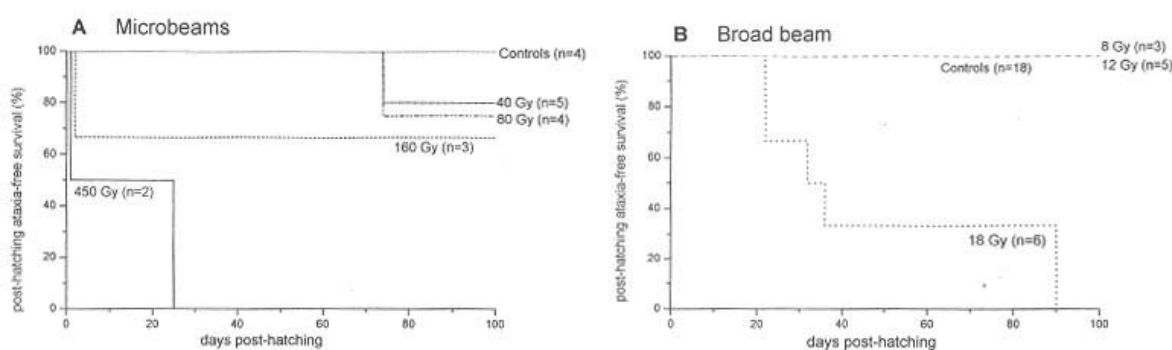 A Microbeams
post-hatching ataxia-free survival (%)
100
80
60
40
20
0
Controls (n=4)
40 Gy (n=5)
80 Gy (n=4)
160 Gy (n=3)
450 Gy (n=2)
0 20 40 60 80 100
days post-hatching
B Broad beam
post-hatching ataxia-free survival (%)
100
80
60
40
20
0
8 Gy (n=3)
Controls (n=18)
12 Gy (n=5)
18 Gy (n=6)
0 20 40 60 80 100
days post-hatching